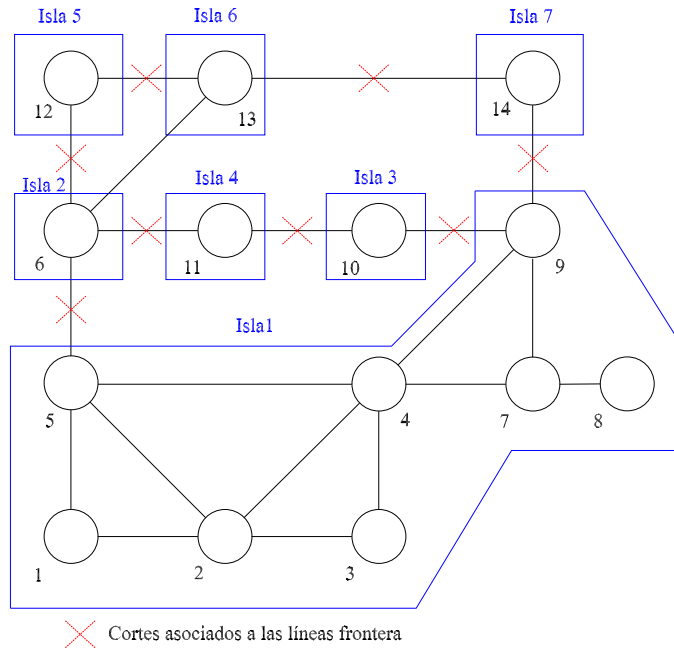 Isla 5
Isla 6
Isla 7
12
13
14
Isla 2
Isla 4
Isla 3
6
11
10
9
Isla1
5
4
7
8
1
2
3
Cortes asociados a las líneas frontera